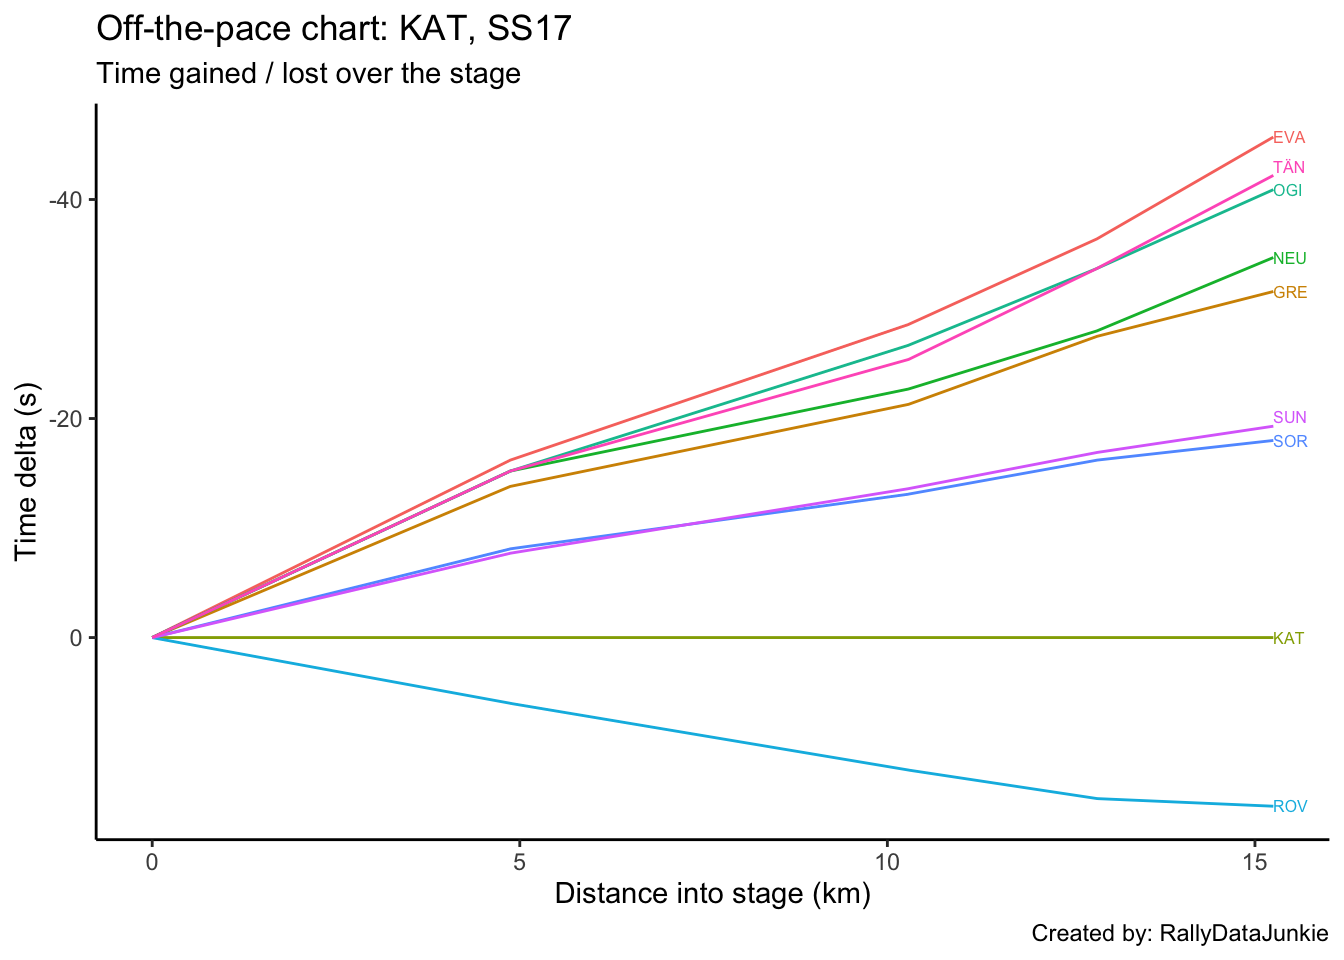 Off-the-pace chart: KAT, SS17
Time gained / lost over the stage
Time delta (s)
-40
-20
0
EVA
TÄN
OGI
NEU
GRE
SUN
SOR
KAT
ROV
0 5 10 15
Distance into stage (km)
Created by: RallyDataJunkie